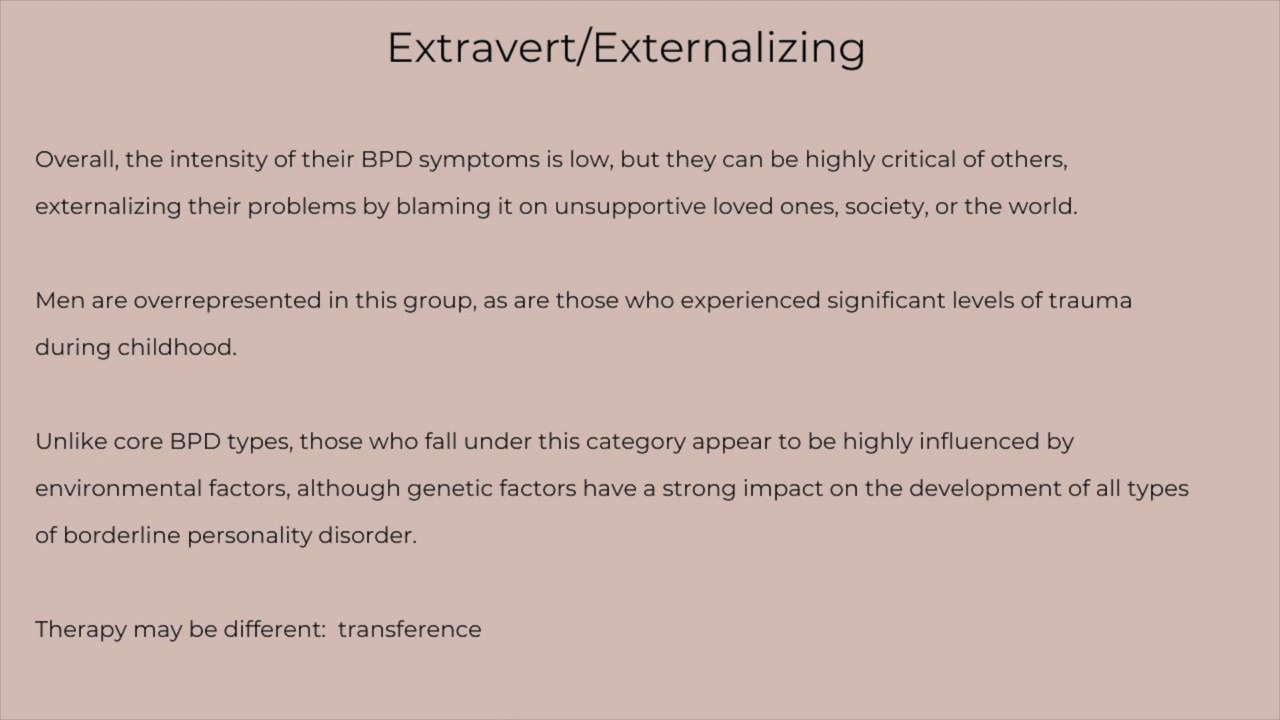 Extravert/Externalizing
Overall, the intensity of their BPD symptoms is low, but they can be highly critical of others,
externalizing their problems by blaming it on unsupportive loved ones, society, or the world.
Men are overrepresented in this group, as are those who experienced significant levels of trauma
during childhood.
Unlike core BPD types, those who fall under this category appear to be highly influenced by
environmental factors, although genetic factors have a strong impact on the development of all types
of borderline personality disorder.
Therapy may be different:  transference